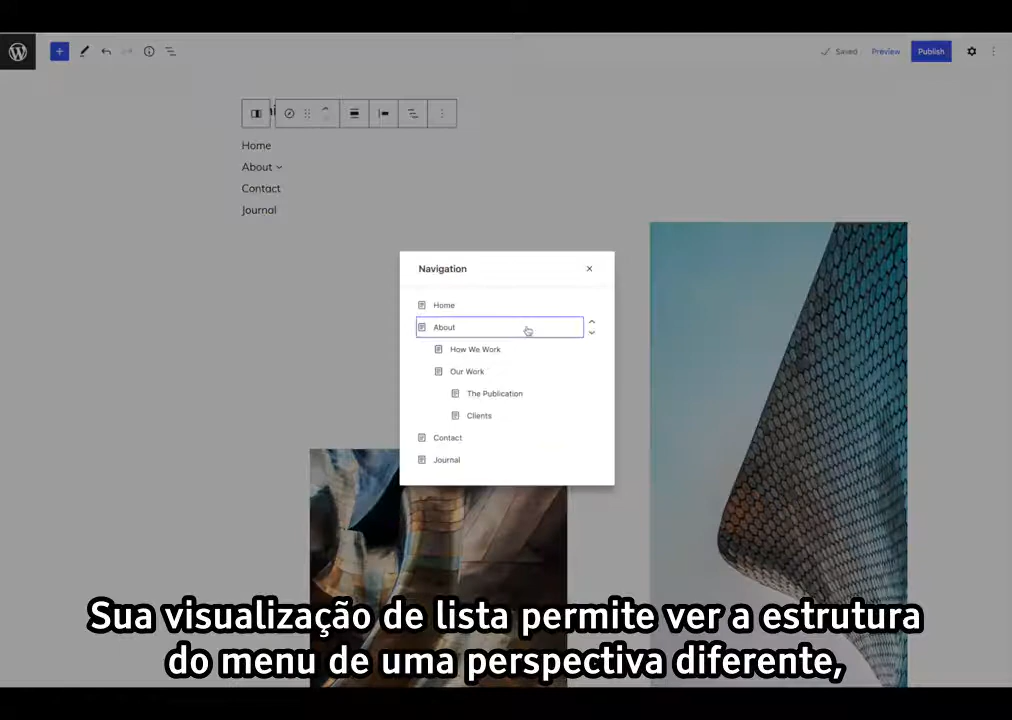 Saved
Preview
Publish
Home
About
Contact
Journal
Navigation
Home
About
How We Work
Our Work
The Publication
Clients
Contact
Journal
Sua visualização de lista permite ver a estrutura
do menu de uma perspectiva diferente,